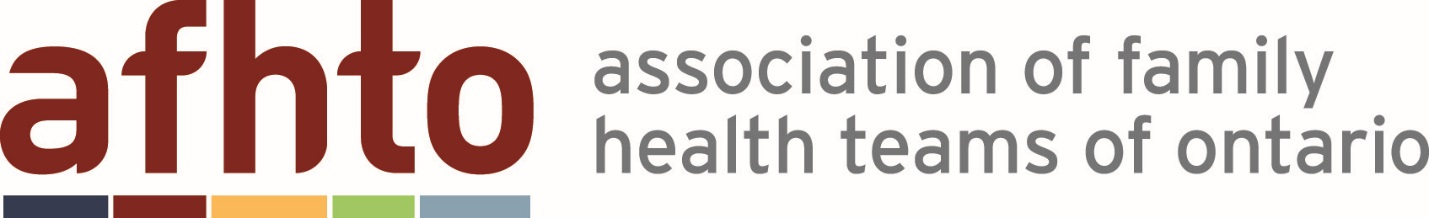 afhto
association of family
health teams of ontario